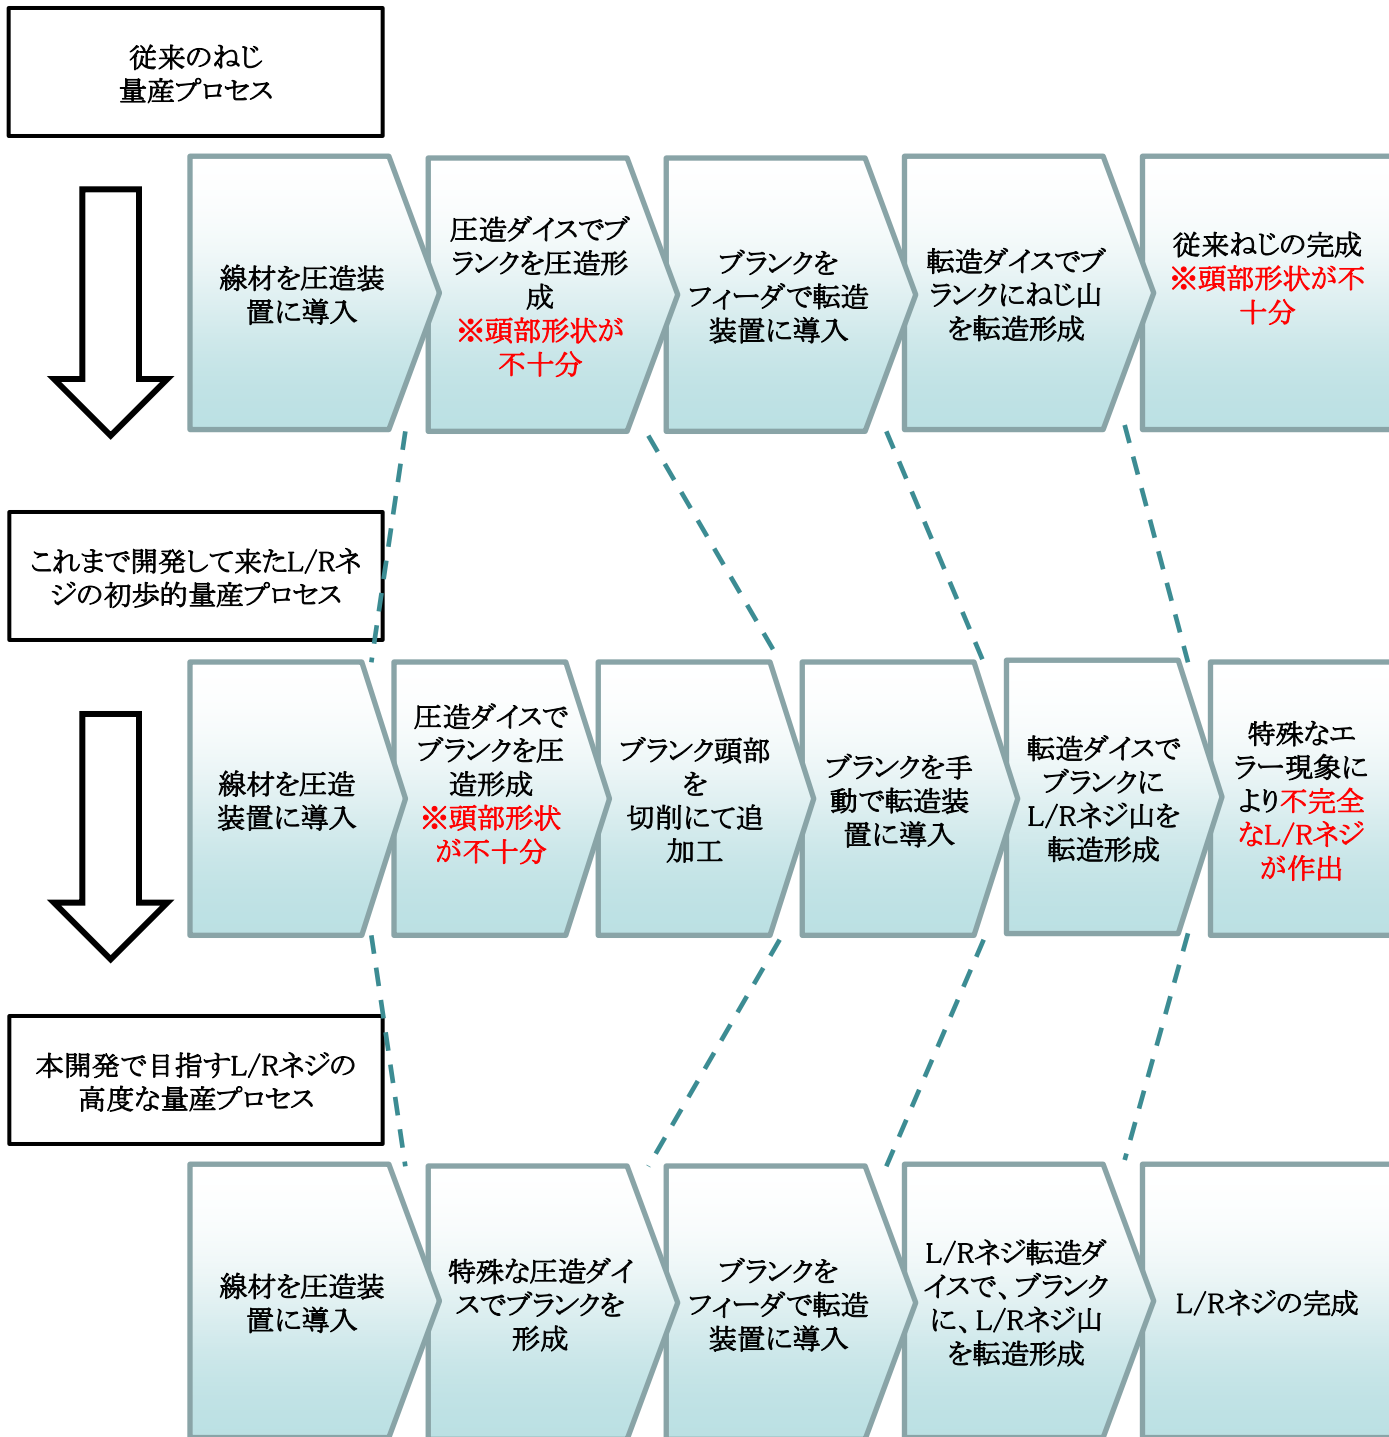 従来のねじ
量産プロセス
線材を圧造装
置に導入
圧造ダイスでブ
ランクを圧造形
成
※頭部形状が
不十分
ブランクを
フィーダで転造
装置に導入
転造ダイスでブ
ランクにねじ山
を転造形成
従来ねじの完成
※頭部形状が不
十分
これまで開発して来たL/Rネ
ジの初歩的量産プロセス
線材を圧造
装置に導入
圧造ダイスで
ブランクを圧
造形成
※頭部形状
が不十分
ブランク頭部
を
切削にて追
加工
ブランクを手
動で転造装
置に導入
転造ダイスで
ブランクに
L/Rネジ山を
転造形成
特殊なエ
ラー現象に
より不完全
なL/Rネジ
が作出
本開発で目指すL/Rネジの
高度な量産プロセス
線材を圧造装
置に導入
特殊な圧造ダイ
スでブランクを
形成
ブランクを
フィーダで転造
装置に導入
L/Rネジ転造ダ
イスで、ブランク
に、L/Rネジ山
を転造形成
L/Rネジの完成